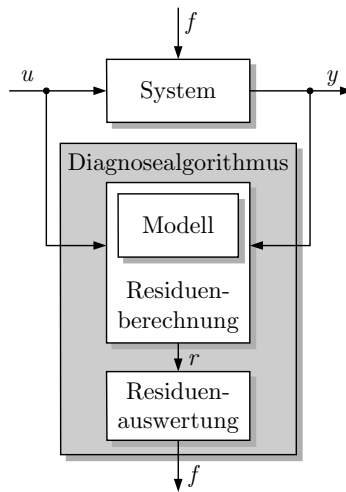 f
u
System
y
Diagnosealgorithmus
Modell
Residuen-
berechnung
r
Residuen-
auswertung
f